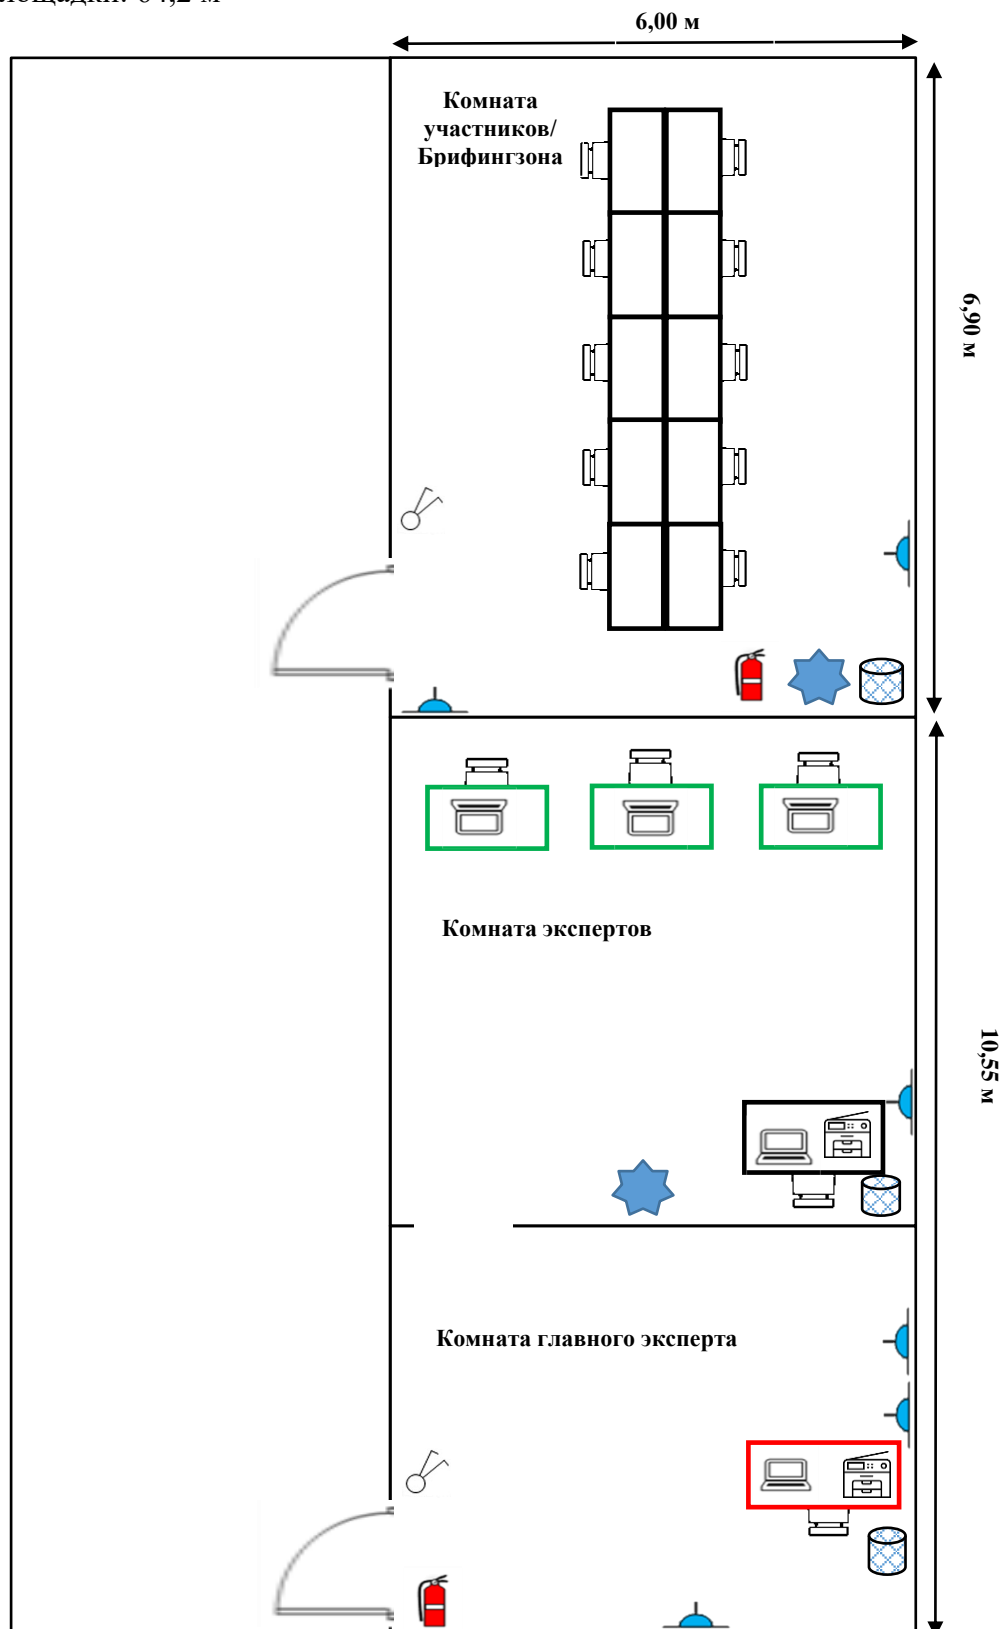 6,00 м
Комната
участников/
Брифингзона
6,90 м
Комната экспертов
10,55 м
Комната главного эксперта